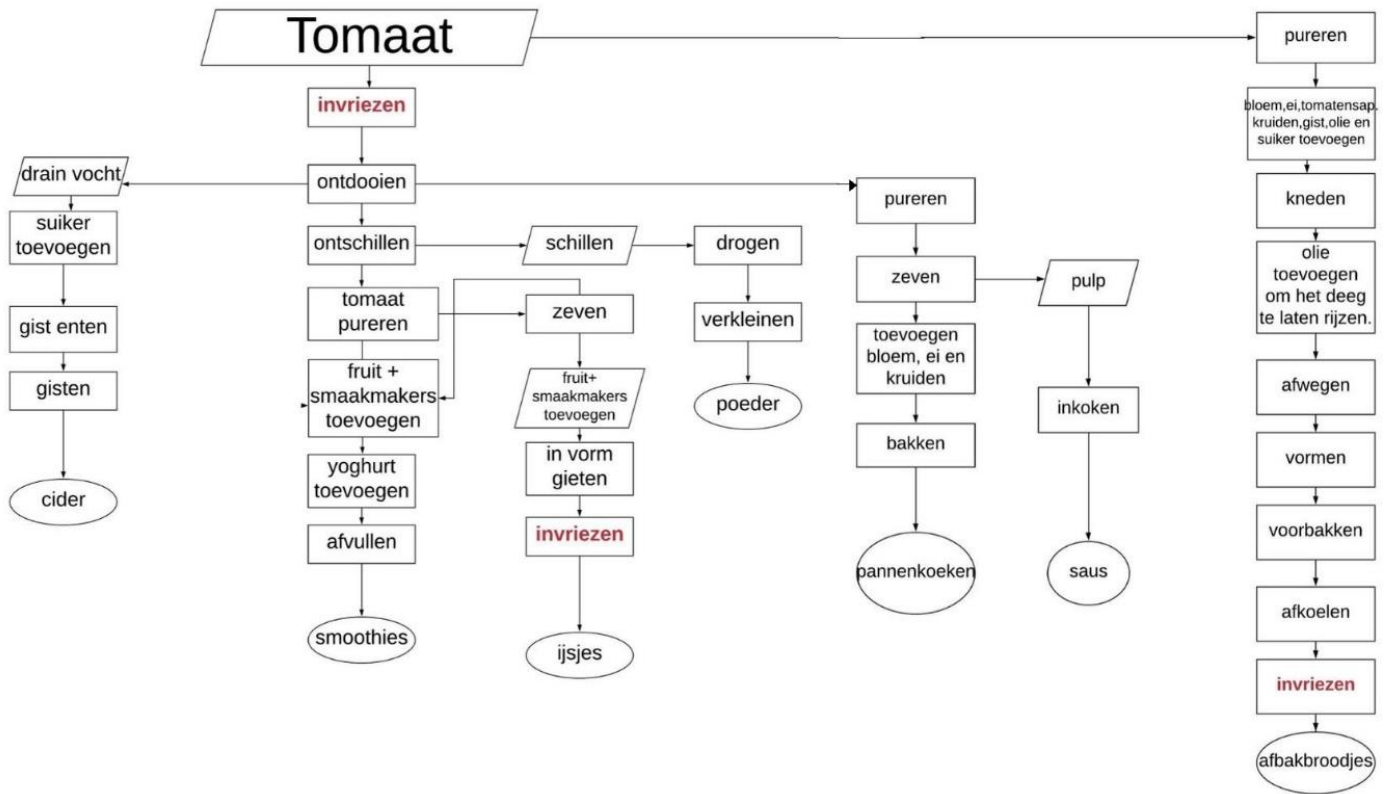 Tomaat
invriezen
ontdooien
drain vocht
suiker
toevoegen
gist enten
gisten
cider
ontschillen
schillen
drogen
verkleinen
poeder
tomaat
pureren
fruit +
smaakmakers
toevoegen
yoghurt
toevoegen
afvullen
smoothies
zeven
fruit+
smaakmakers
toevoegen
in vorm
gieten
invriezen
ijsjes
pureren
zeven
toevoegen
bloem, ei en
kruiden
bakken
pannenkoeken
pulp
inkoken
saus
pureren
bloem,ei,tomatensap.
kruiden,gist,olie en
suiker toevoegen
kneden
olie
toevoegen
om het deeg
te laten rijzen.
afwegen
vormen
voorbakken
afkoelen
invriezen
afbakbroodjes